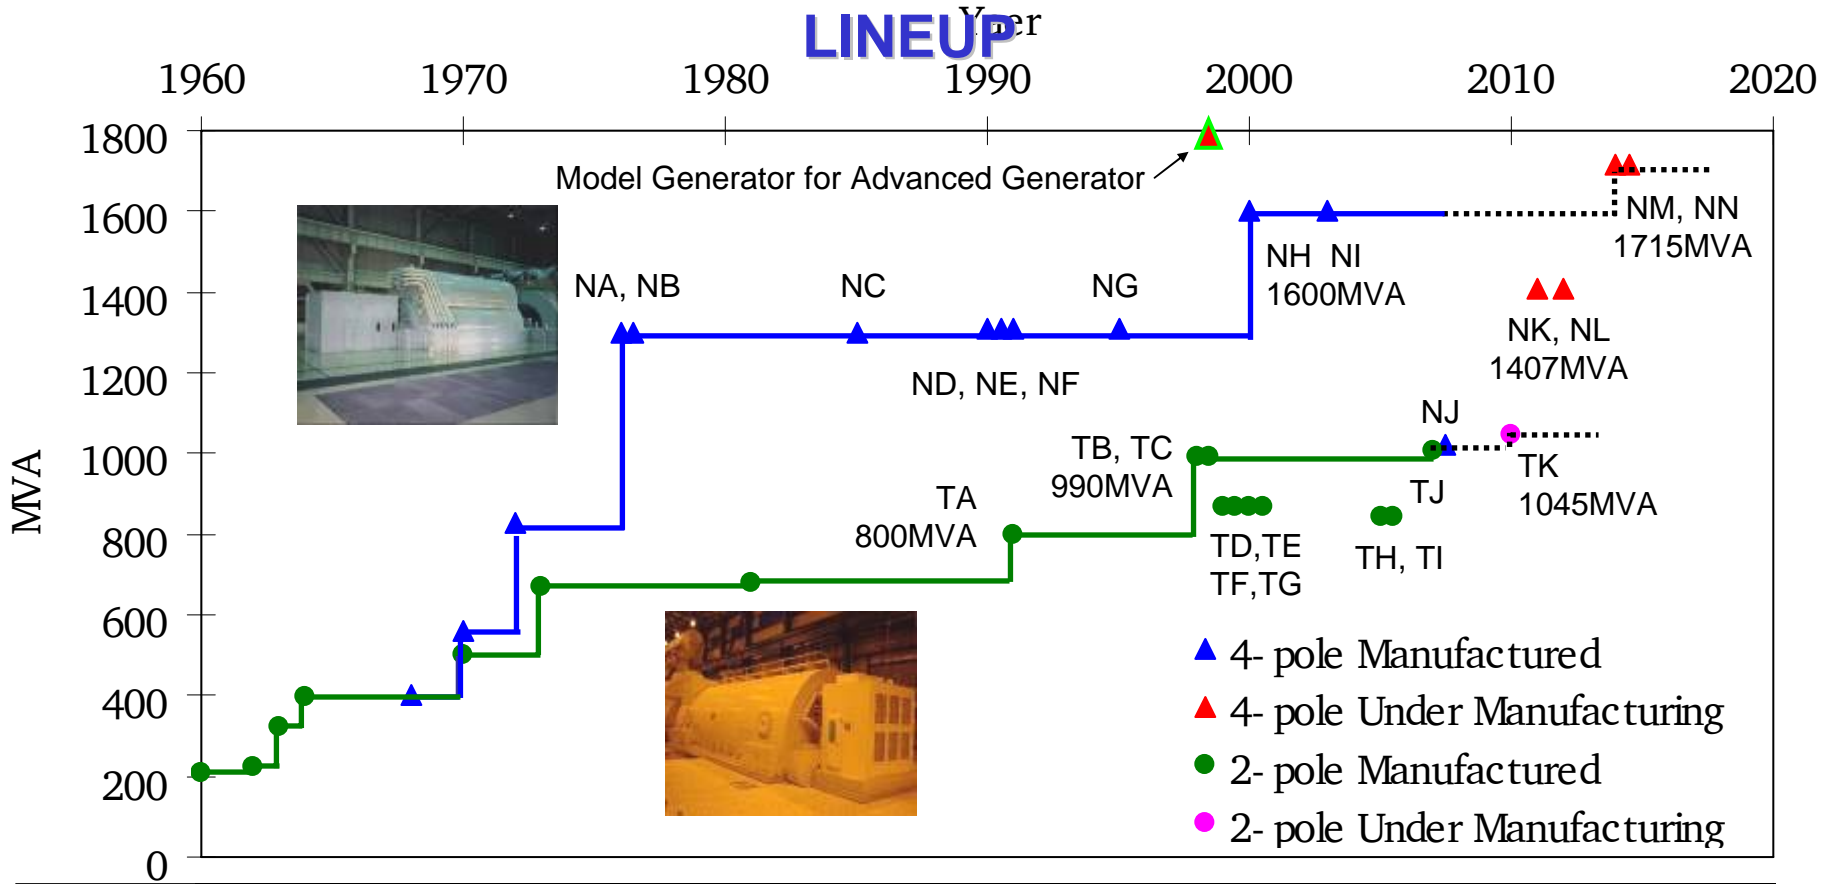 Yaer
LINEUP
1960 1970 1980 1990 2000 2010 2020
1800
1600
1400
1200
1000
800
600
400
200
0
MVA
Model Generator for Advanced Generator
NM, NN
1715MVA
NH NI
1600MVA
NA, NB
NC
NG
NK, NL
1407MVA
ND, NE, NF
NJ
TB, TC
990MVA
TK
1045MVA
TJ
TA
800MVA
TD,TE
TF,TG
TH, TI
4- pole Manufactured
4- pole Under Manufacturing
2- pole Manufactured
2- pole Under Manufacturing